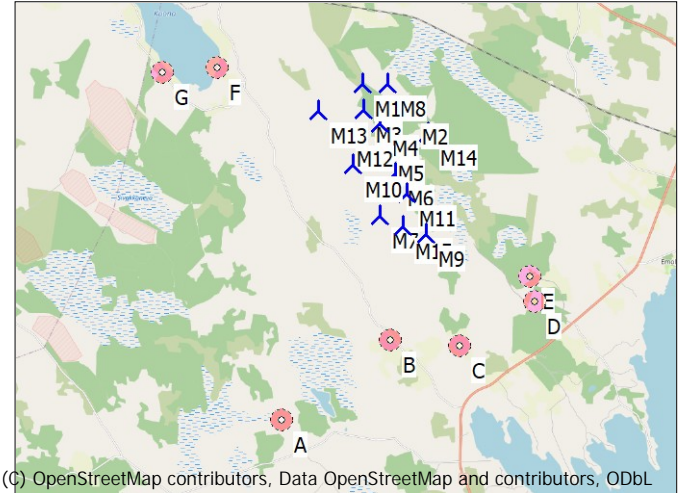 G
F
M1
M8
M13
M3
M2
M4
M12
M14
M5
M10
M6
M11
M7
M9
E
D
B
C
A
(C) OpenStreetMap contributors, Data OpenStreetMap and contributors, ODbL